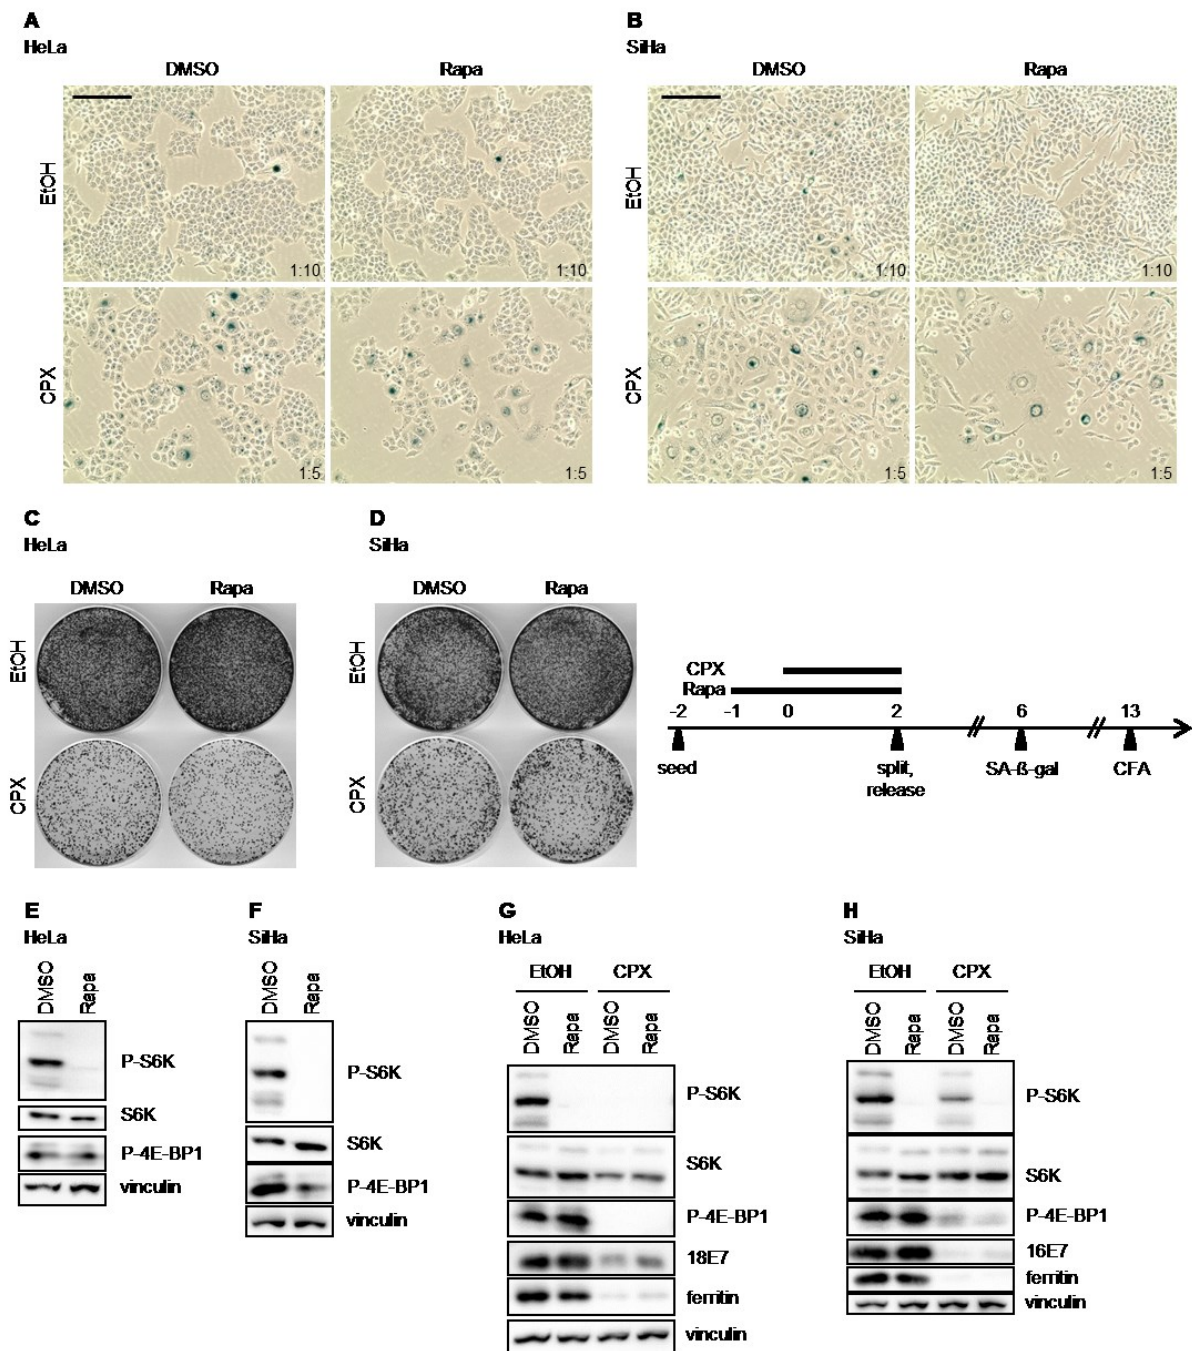 A
HeLa
DMSO Rapa
EtOH
1:10 1:10
CPX
1:5 1:5
B
SiHa
DMSO Rapa
EtOH
1:10 1:10
CPX
1:5 1:5
C
HeLa
DMSO Rapa
EtOH
CPX
D
SiHa
DMSO Rapa
EtOH
CPX
CPX
Rapa
-2 -1 0 2 6 13
seed split, release SA-ß-gal CFA
E
HeLa
DMSO Rapa
P-S6K
S6K
P-4E-BP1
vinculin
F
SiHa
DMSO Rapa
P-S6K
S6K
P-4E-BP1
vinculin
G
HeLa
EtOH CPX
DMSO Rapa DMSO Rapa
P-S6K
S6K
P-4E-BP1
18E7
ferritin
vinculin
H
SiHa
EtOH CPX
DMSO Rapa DMSO Rapa
P-S6K
S6K
P-4E-BP1
16E7
ferritin
vinculin